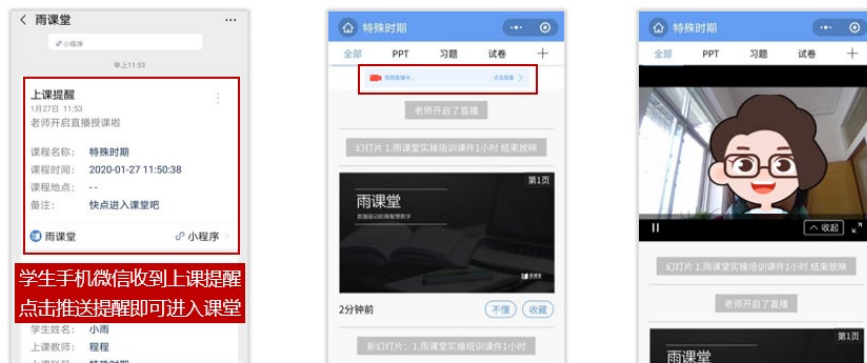 雨课堂
小程序
早上11:53
上课提醒
1月27日 11:53
老师开启直播授课啦
课程名称: 特殊时期
课程时间: 2020-01-27 11:50:38
课程地点: --
备注: 快点进入课堂吧
雨课堂 小程序
学生手机微信收到上课提醒
点击推送提醒即可进入课堂
学生姓名: 小雨
上课教师: 程程
特殊时期
全部 PPT 习题 试卷
老师开启了直播
幻灯片 1.雨课堂实操培训课件1小时 结束放映
第1页
雨课堂
2分钟前 不懂 收藏
新幻灯片: 1.雨课堂实操培训课件1小时
特殊时期
全部 PPT 习题 试卷
收起
幻灯片 1.雨课堂实操培训课件1小时 结束放映
老师开启了直播
第1页
雨课堂